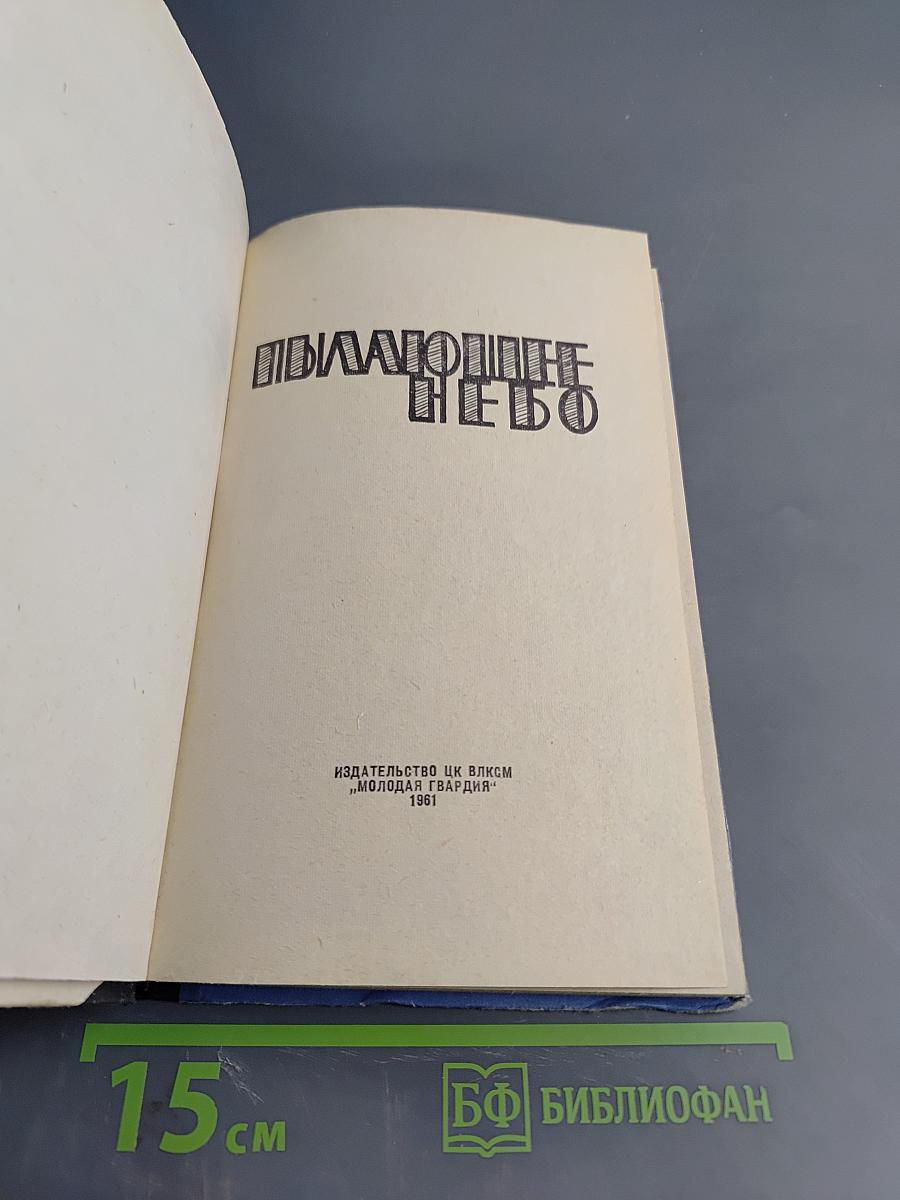 ПЫЛАЮЩЕЕ
НЕБО
ИЗДАТЕЛЬСТВО ЦК ВЛКСМ
„МОЛОДАЯ ГВАРДИЯ“
1961
15 см
БФ БИБЛИОФАН